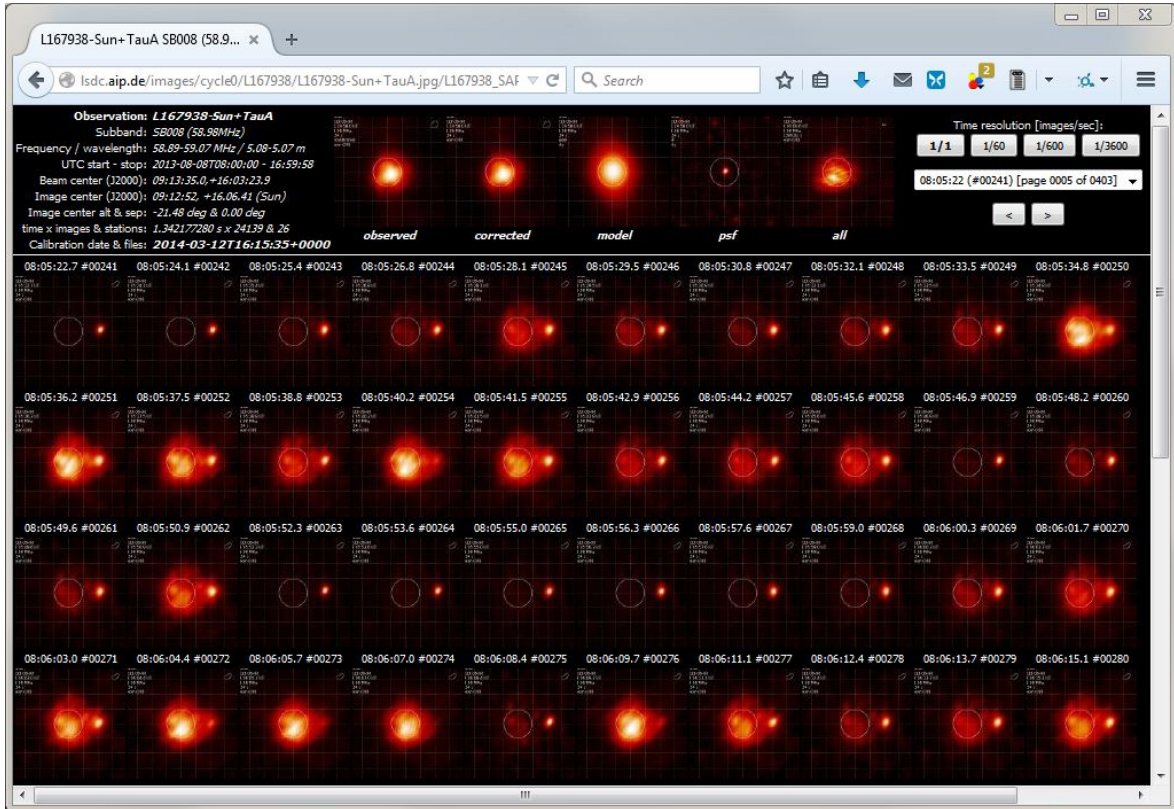 L167938-Sun+TauA SB008 (58.9...
lsdc.aip.de/images/cycle0/L167938/L167938-Sun+TauA.jpg/L167938_SAP
Search
2
Observation: L167938-Sun+TauA
Subband: SB008 (58.98MHz)
Frequency / wavelength: 58.89-59.07 MHz / 5.08-5.07 m
UTC start - stop: 2013-08-08T08:00:00 - 16:59:58
Beam center (J2000): 09:13:35.0,+16:03:23.9
Image center (J2000): 09:12:52, +16.06.41 (Sun)
Image center alt & sep: -21.48 deg & 0.00 deg
time x images & stations: 1.342177280 s x 24139 & 26
Calibration date & files: 2014-03-12T16:15:35+0000
observed corrected model psf all
Time resolution [images/sec]:
1/1 1/60 1/600 1/3600
08:05:22 (#00241) [page 0005 of 0403]
< >
08:05:22.7 #00241 08:05:24.1 #00242 08:05:25.4 #00243 08:05:26.8 #00244 08:05:28.1 #00245 08:05:29.5 #00246 08:05:30.8 #00247 08:05:32.1 #00248 08:05:33.5 #00249 08:05:34.8 #00250
08:05:36.2 #00251 08:05:37.5 #00252 08:05:38.8 #00253 08:05:40.2 #00254 08:05:41.5 #00255 08:05:42.9 #00256 08:05:44.2 #00257 08:05:45.6 #00258 08:05:46.9 #00259 08:05:48.2 #00260
08:05:49.6 #00261 08:05:50.9 #00262 08:05:52.3 #00263 08:05:53.6 #00264 08:05:55.0 #00265 08:05:56.3 #00266 08:05:57.6 #00267 08:05:59.0 #00268 08:06:00.3 #00269 08:06:01.7 #00270
08:06:03.0 #00271 08:06:04.4 #00272 08:06:05.7 #00273 08:06:07.0 #00274 08:06:08.4 #00275 08:06:09.7 #00276 08:06:11.1 #00277 08:06:12.4 #00278 08:06:13.7 #00279 08:06:15.1 #00280